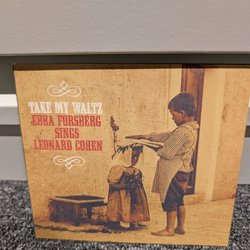 TAKE MY WALTZ
EBBA FORSBERG
SINGS
LEONARD COHEN